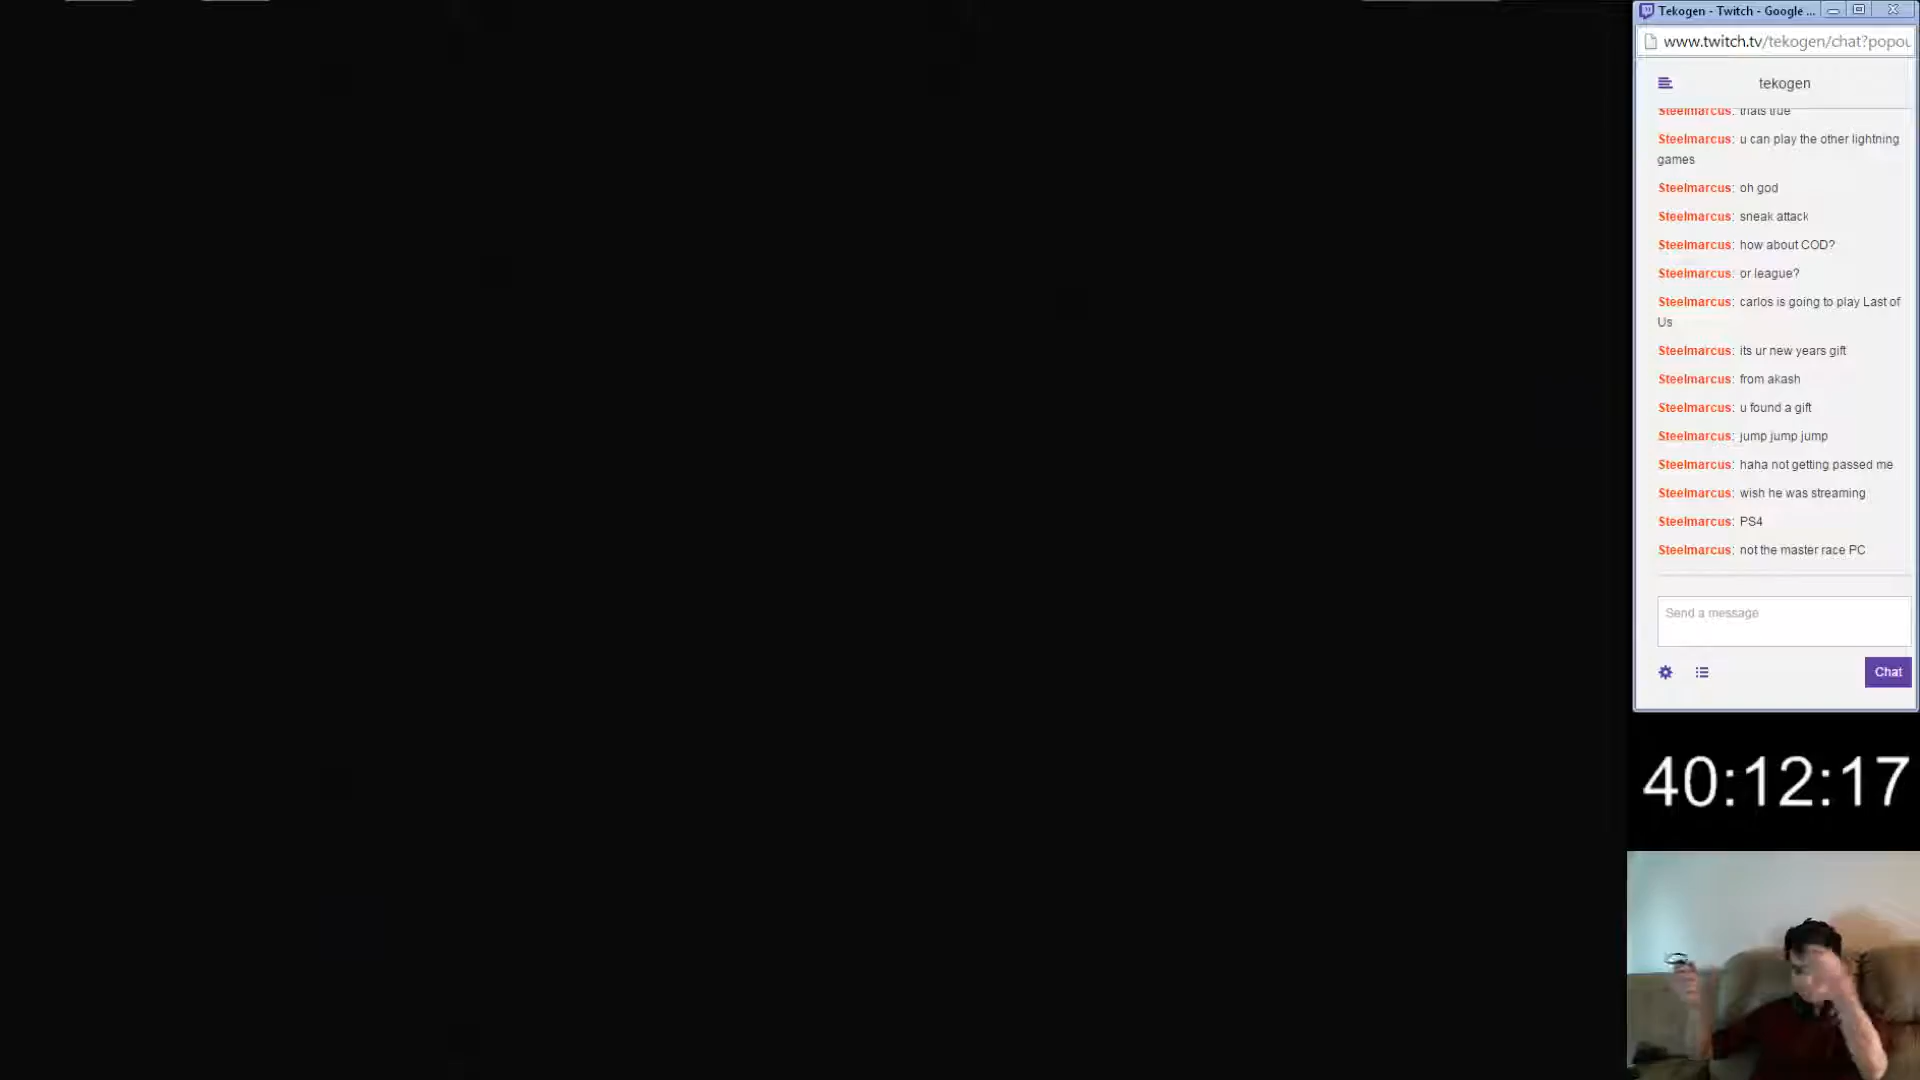 Tekogen - Twitch - Google ...
www.twitch.tv/tekogen/chat?popou
tekogen
Steelmarcus: thats true
Steelmarcus: u can play the other lightning
games
Steelmarcus: oh god
Steelmarcus: sneak attack
Steelmarcus: how about COD?
Steelmarcus: or league?
Steelmarcus: carlos is going to play Last of
Us
Steelmarcus: its ur new years gift
Steelmarcus: from akash
Steelmarcus: u found a gift
Steelmarcus: jump jump jump
Steelmarcus: haha not getting passed me
Steelmarcus: wish he was streaming
Steelmarcus: PS4
Steelmarcus: not the master race PC
Send a message
Chat
40:12:17